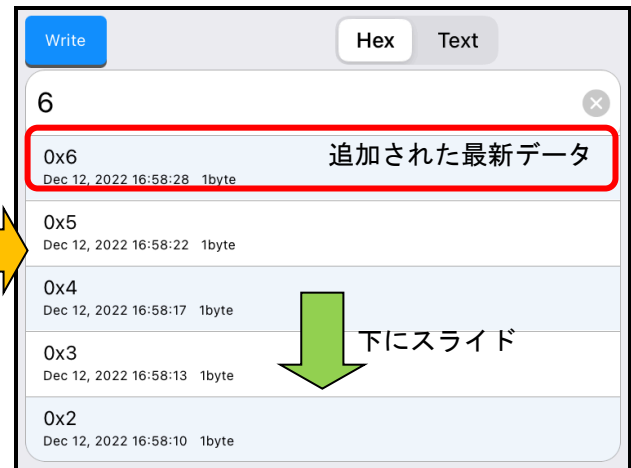 Write Hex Text
6
0x6 追加された最新データ
Dec 12, 2022 16:58:28 1byte
0x5
Dec 12, 2022 16:58:22 1byte
0x4
Dec 12, 2022 16:58:17 1byte
下にスライド
0x3
Dec 12, 2022 16:58:13 1byte
0x2
Dec 12, 2022 16:58:10 1byte